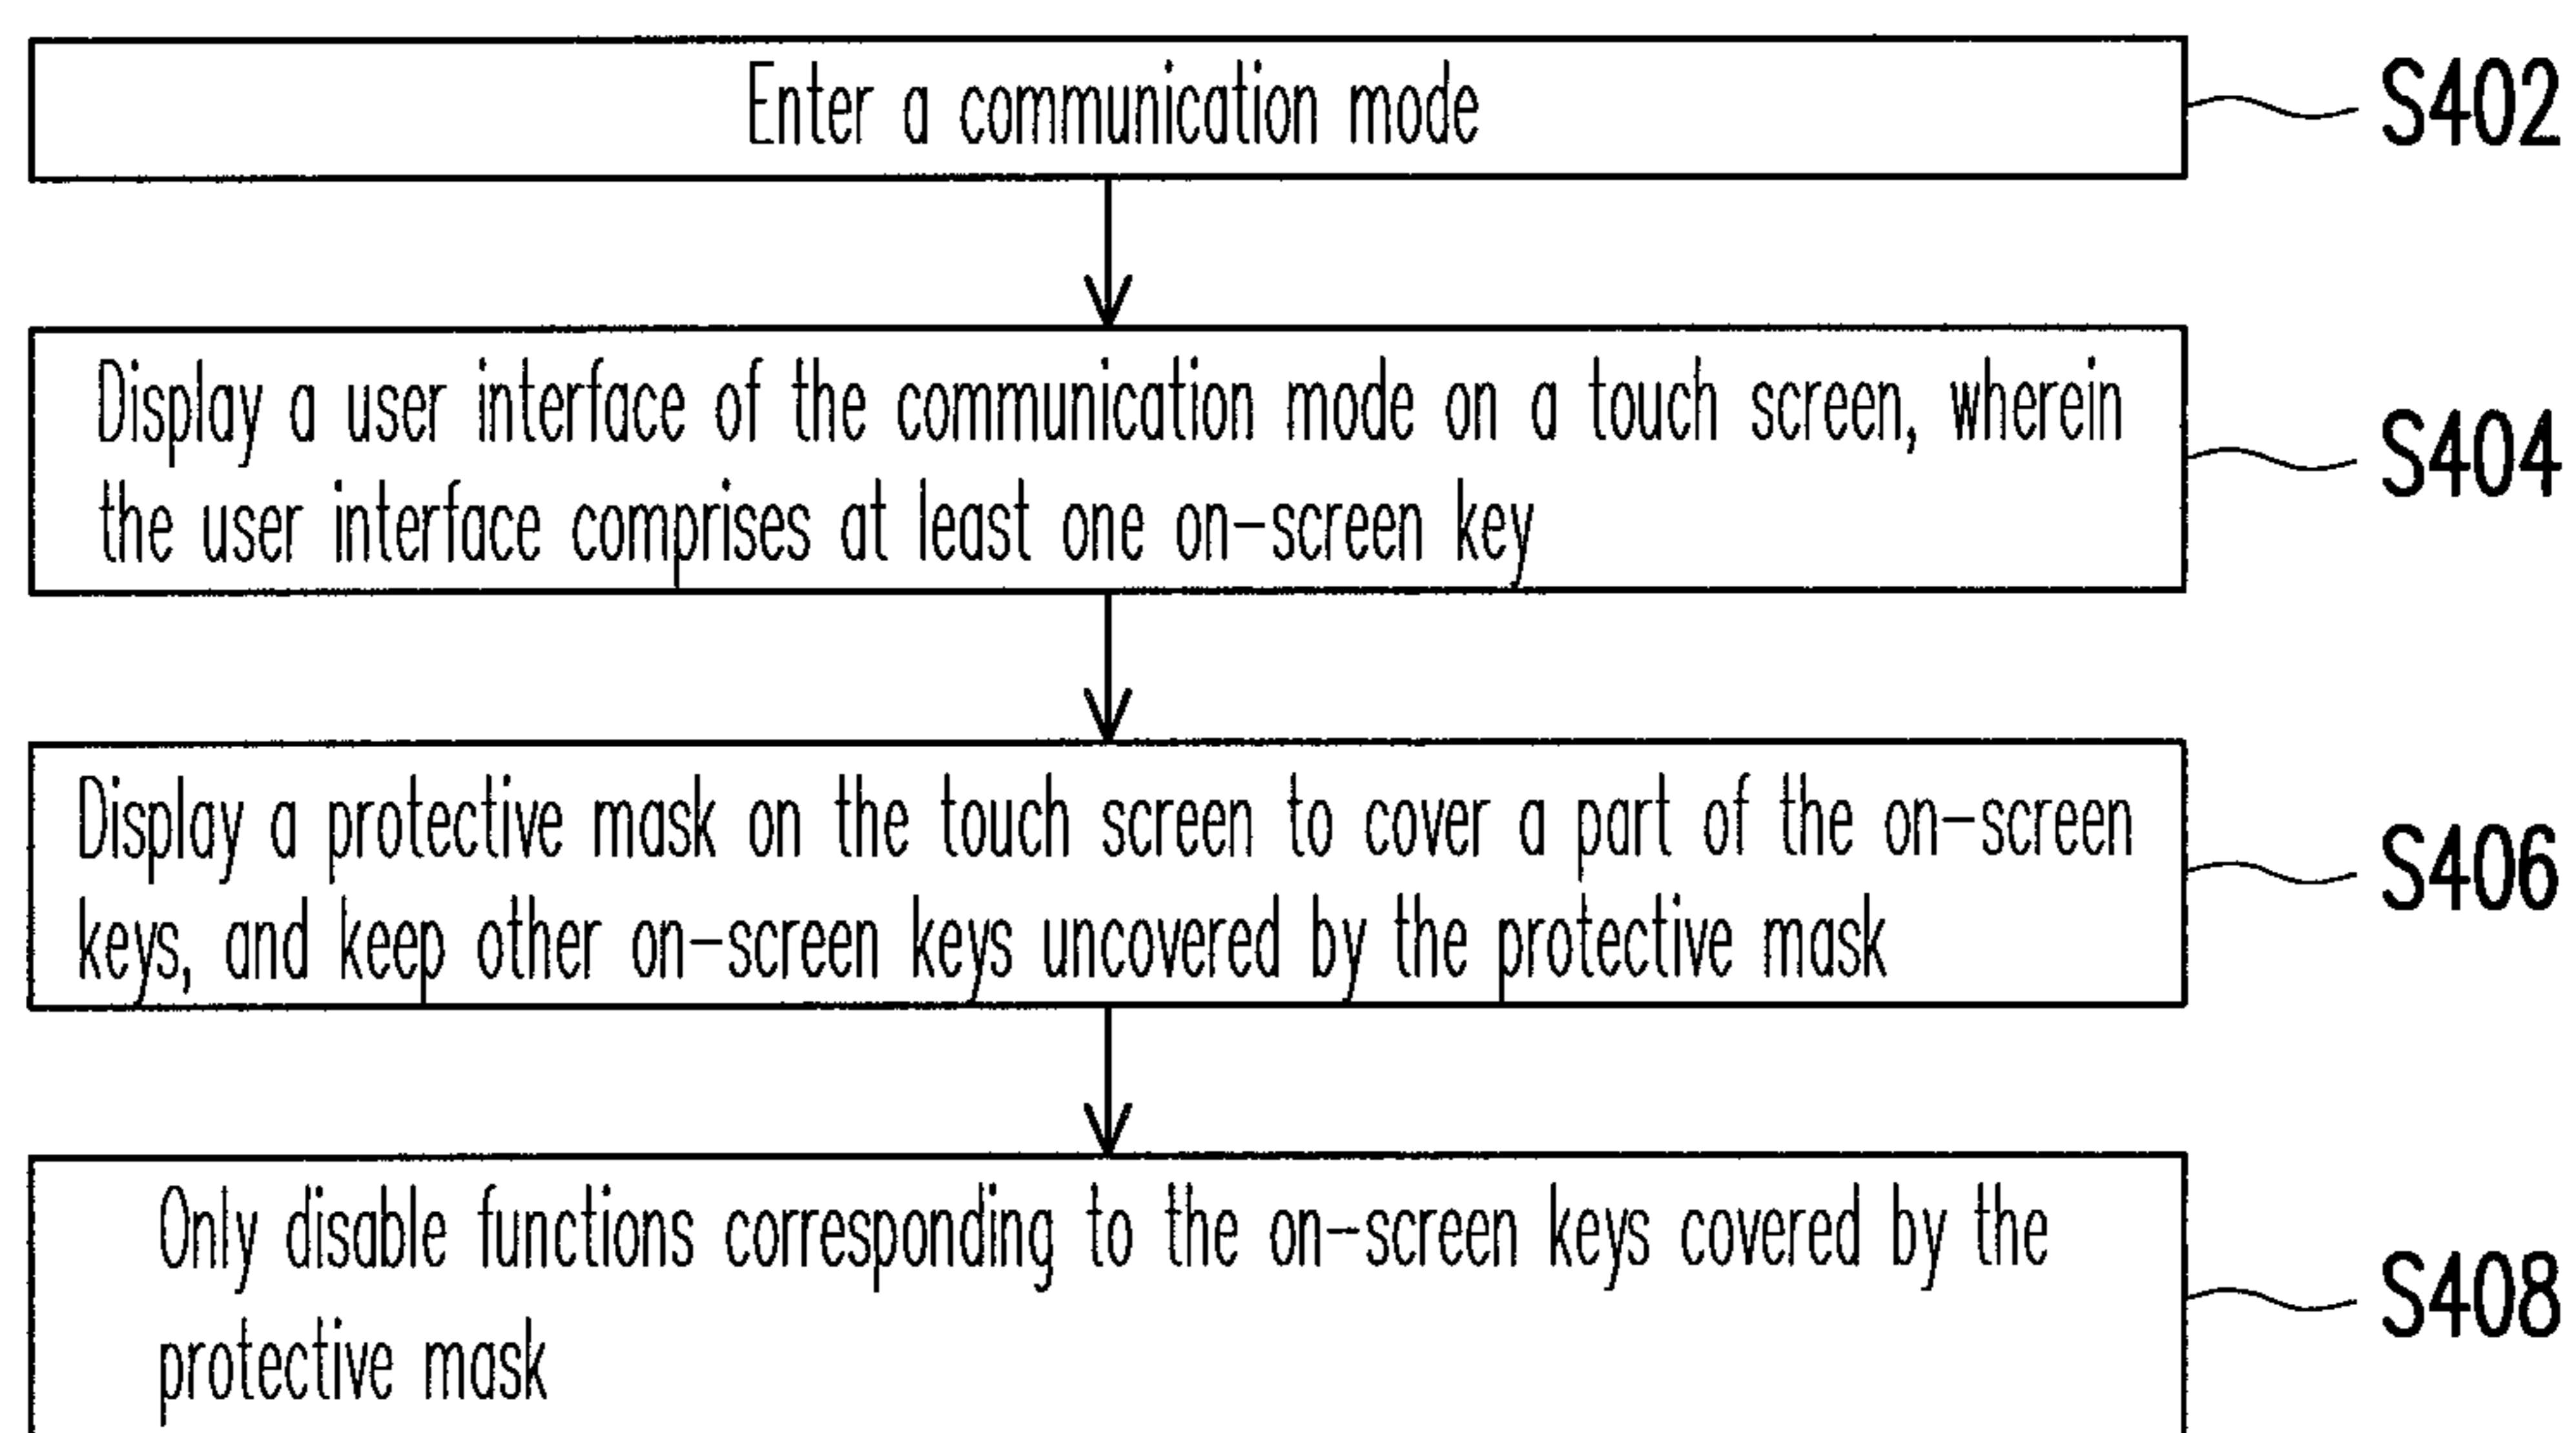 Enter a communication mode
S402
Display a user interface of the communication mode on a touch screen, wherein
the user interface comprises at least one on-screen key
S404
Display a protective mask on the touch screen to cover a part of the on-screen
keys, and keep other on-screen keys uncovered by the protective mask
S406
Only disable functions corresponding to the on-screen keys covered by the
protective mask
S408